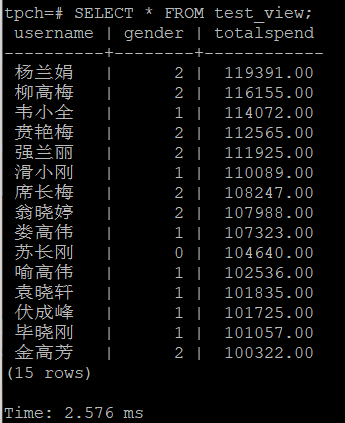 tpch=# SELECT * FROM test_view;
 username | gender | totalspend
----------+--------+------------
 杨兰娟   |      2 |  119391.00
 柳高梅   |      2 |  116155.00
 韦小全   |      1 |  114072.00
 贲艳梅   |      2 |  112565.00
 强兰丽   |      2 |  111925.00
 滑小刚   |      1 |  110089.00
 席长梅   |      2 |  108247.00
 翁晓婷   |      2 |  107988.00
 娄高伟   |      1 |  107323.00
 苏长刚   |      0 |  104640.00
 喻高伟   |      1 |  102536.00
 袁晓轩   |      1 |  101835.00
 伏成峰   |      1 |  101725.00
 毕晓刚   |      1 |  101057.00
 金高芳   |      2 |  100322.00
(15 rows)
Time: 2.576 ms